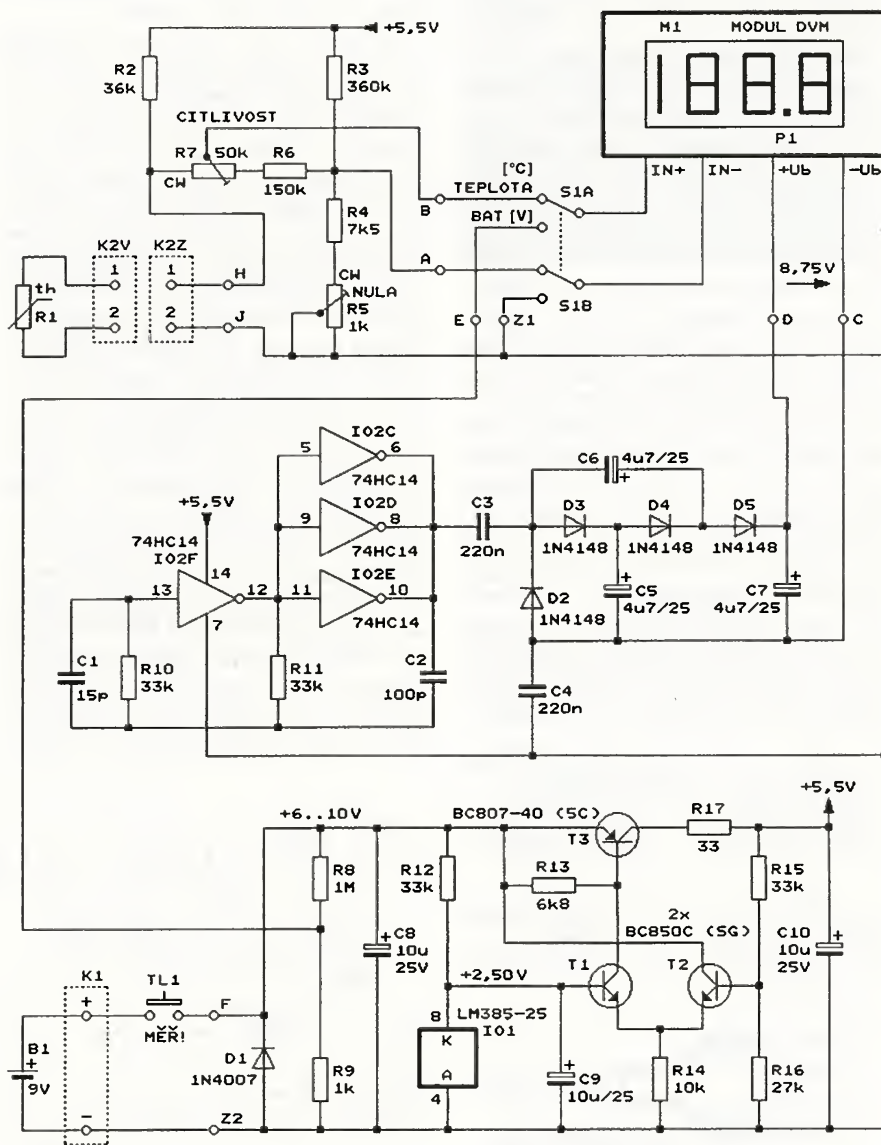 +5,5V
M1 MODUL DVM
188.8
P1
IN+ IN- +Ub -Ub
R2
36k
R3
360k
CITLIVOST
R7 50k R6
CW 150k
[°C]
B TEPLOTA S1A
BAT [V]
R4
7k5
K2V K2Z
1 1 H
th
R1
2 2 J
CW
NULA
R5
1k
A
S1B
E Z1
8,75V
D C
IO2C
5 6
74HC14
+5,5V
74HC14
IO2F
14
13 12
7
IO2D
9 8
74HC14
IO2E
11 10
74HC14
C3
220n
C6 4u7/25
+
D3 D4 D5
1N4148 1N4148 1N4148
D2
1N4148
+
C5
4u7/25
+
C7
4u7/25
C1
15p
R10
33k
R11
33k
C2
100p
C4
220n
+6..10V
BC807-40 (5C)
T3
R17
33
+5,5V
R8
1M
R12
33k
R13
6k8
R15
33k
+
C8
10u
25V
2x
BC850C (5G)
C10 +
10u
25V
+2,50V
T1 T2
K1
+
TL1
F
MĚŘ!
8 LM385-25
K IO1
A
4
B1 +
9V
D1
1N4007
R9
1k
+
C9
10u/25
R14
10k
R16
27k
-
Z2